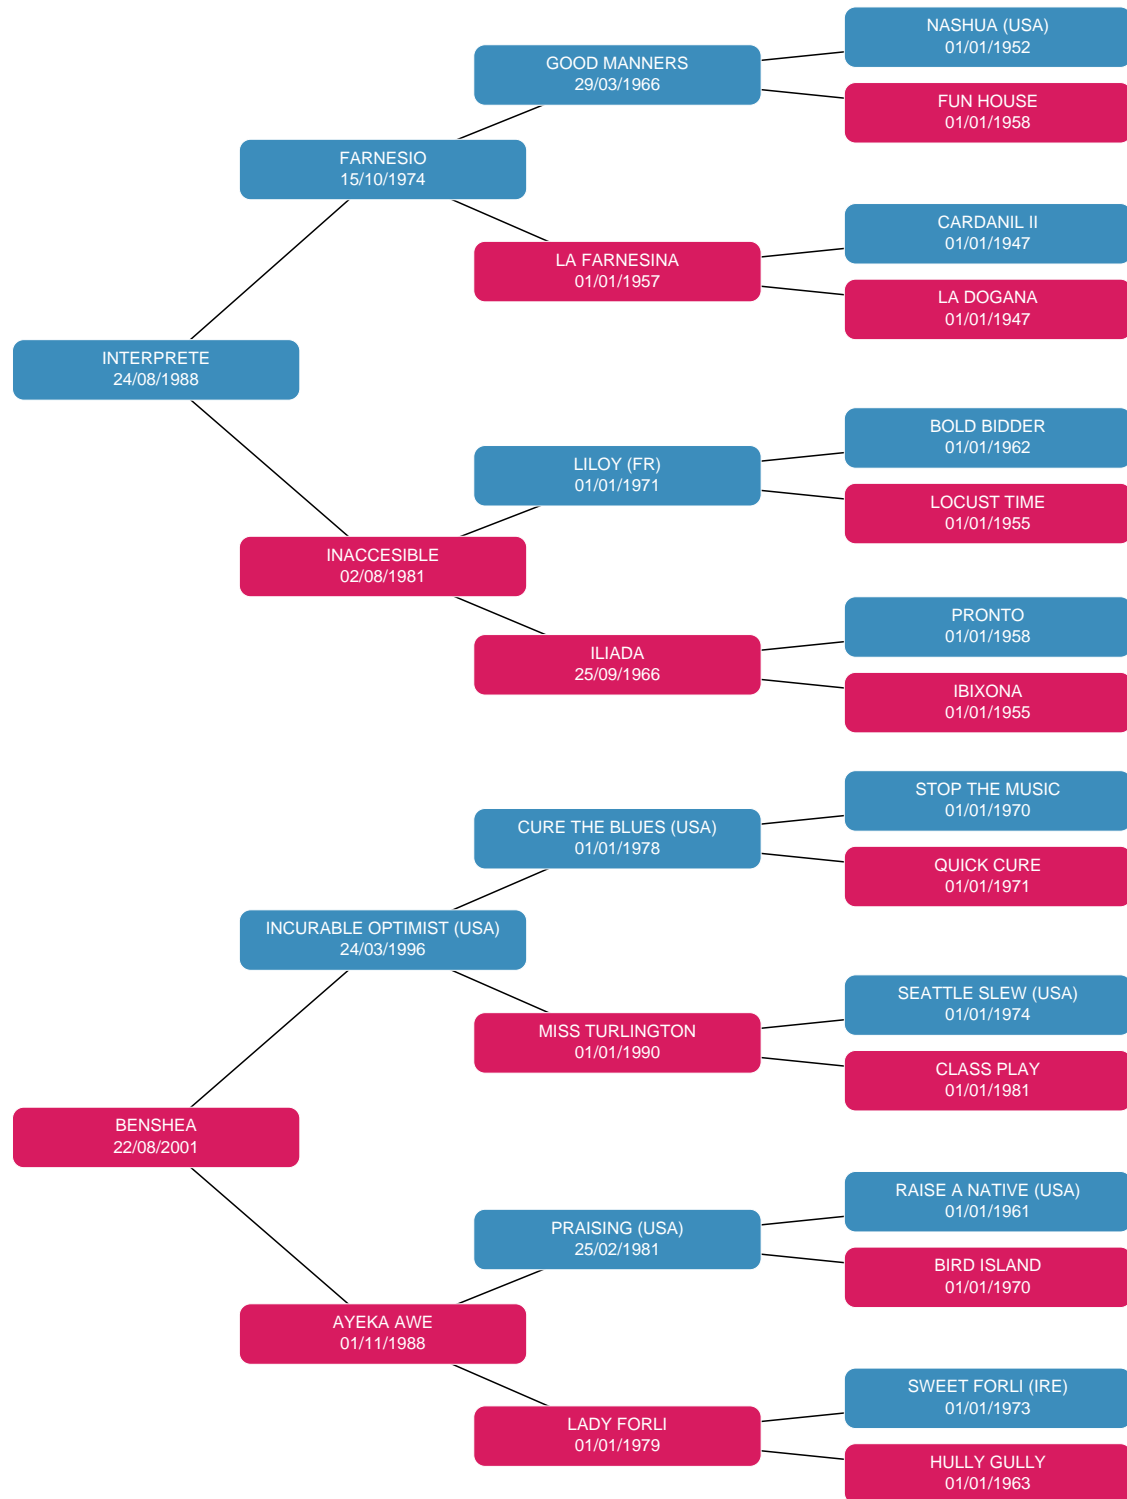 NASHUA (USA)
01/01/1952
GOOD MANNERS
29/03/1966
FUN HOUSE
01/01/1958
FARNESIO
15/10/1974
CARDANIL II
01/01/1947
LA FARNESINA
01/01/1957
LA DOGANA
01/01/1947
INTERPRETE
24/08/1988
BOLD BIDDER
01/01/1962
LILOY (FR)
01/01/1971
LOCUST TIME
01/01/1955
INACCESIBLE
02/08/1981
PRONTO
01/01/1958
ILIADA
25/09/1966
IBIXONA
01/01/1955
STOP THE MUSIC
01/01/1970
CURE THE BLUES (USA)
01/01/1978
QUICK CURE
01/01/1971
INCURABLE OPTIMIST (USA)
24/03/1996
SEATTLE SLEW (USA)
01/01/1974
MISS TURLINGTON
01/01/1990
CLASS PLAY
01/01/1981
BENSHEA
22/08/2001
RAISE A NATIVE (USA)
01/01/1961
PRAISING (USA)
25/02/1981
BIRD ISLAND
01/01/1970
AYEKA AWE
01/11/1988
SWEET FORLI (IRE)
01/01/1973
LADY FORLI
01/01/1979
HULLY GULLY
01/01/1963